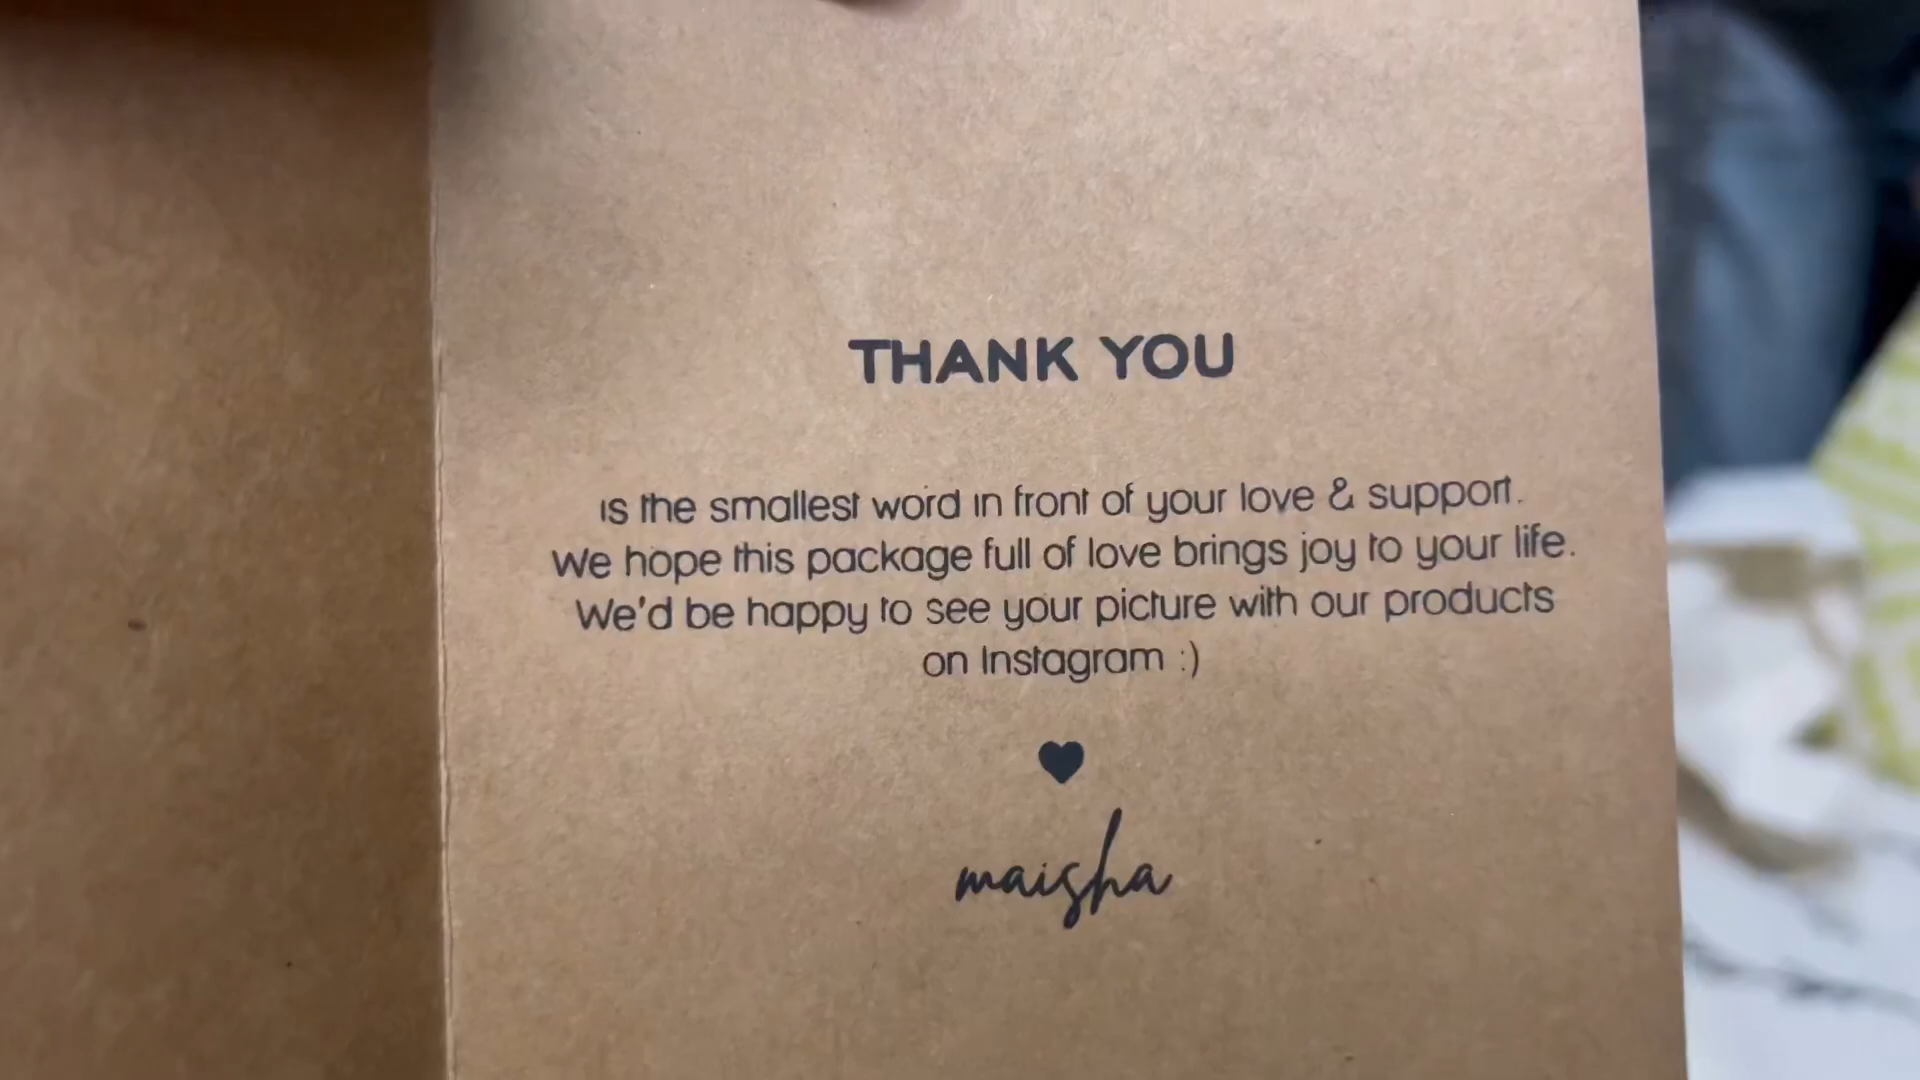 THANK YOU
is the smallest word in front of your love & support.
We hope this package full of love brings joy to your life.
We'd be happy to see your picture with our products
on Instagram :)
maisha